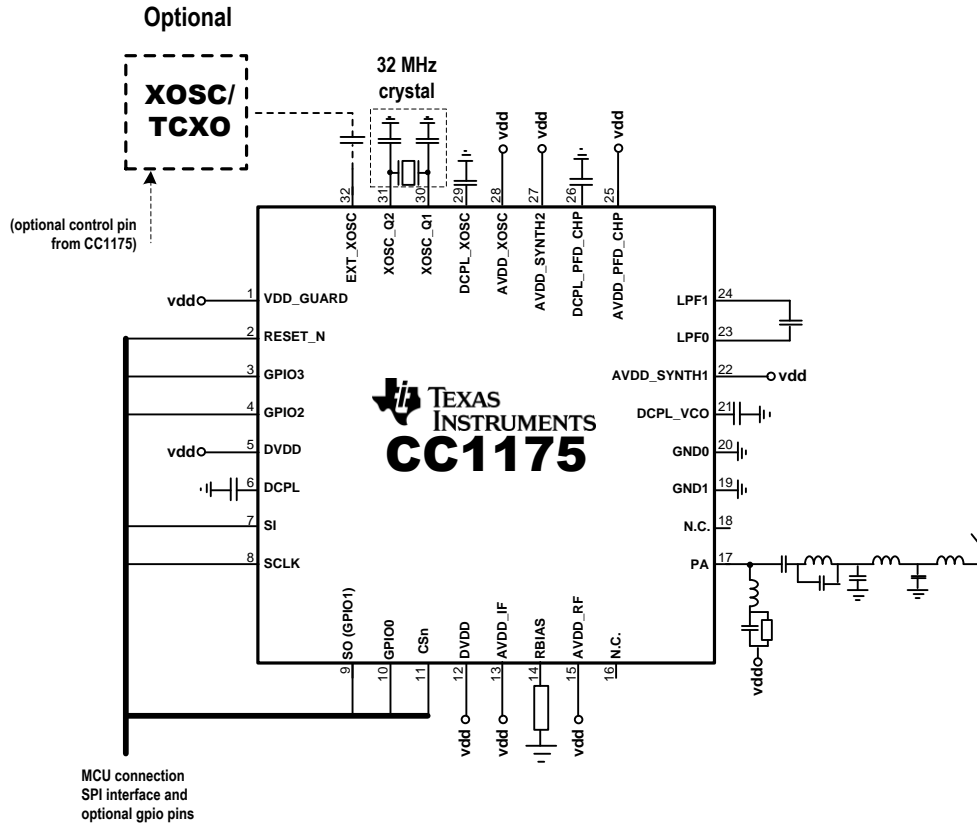 Optional
XOSC/
TCXO
32 MHz
crystal
(optional control pin
from CC1175)
vdd
vdd
vdd
32
31
30
29
28
27
26
25
EXT_XOSC
XOSC_Q2
XOSC_Q1
DCPL_XOSC
AVDD_XOSC
AVDD_SYNTH2
DCPL_PFD_CHP
AVDD_PFD_CHP
vdd
1
VDD_GUARD
2
RESET_N
3
GPIO3
4
GPIO2
vdd
5
DVDD
6
DCPL
7
SI
8
SCLK
LPF1
24
LPF0
23
AVDD_SYNTH1
22
vdd
DCPL_VCO
21
GND0
20
GND1
19
N.C.
18
PA
17
TEXAS
INSTRUMENTS
CC1175
SO (GPIO1)
GPIO0
CSn
DVDD
AVDD_IF
RBIAS
AVDD_RF
N.C.
9
10
11
12
13
14
15
16
vdd
vdd
vdd
vdd
MCU connection
SPI interface and
optional gpio pins